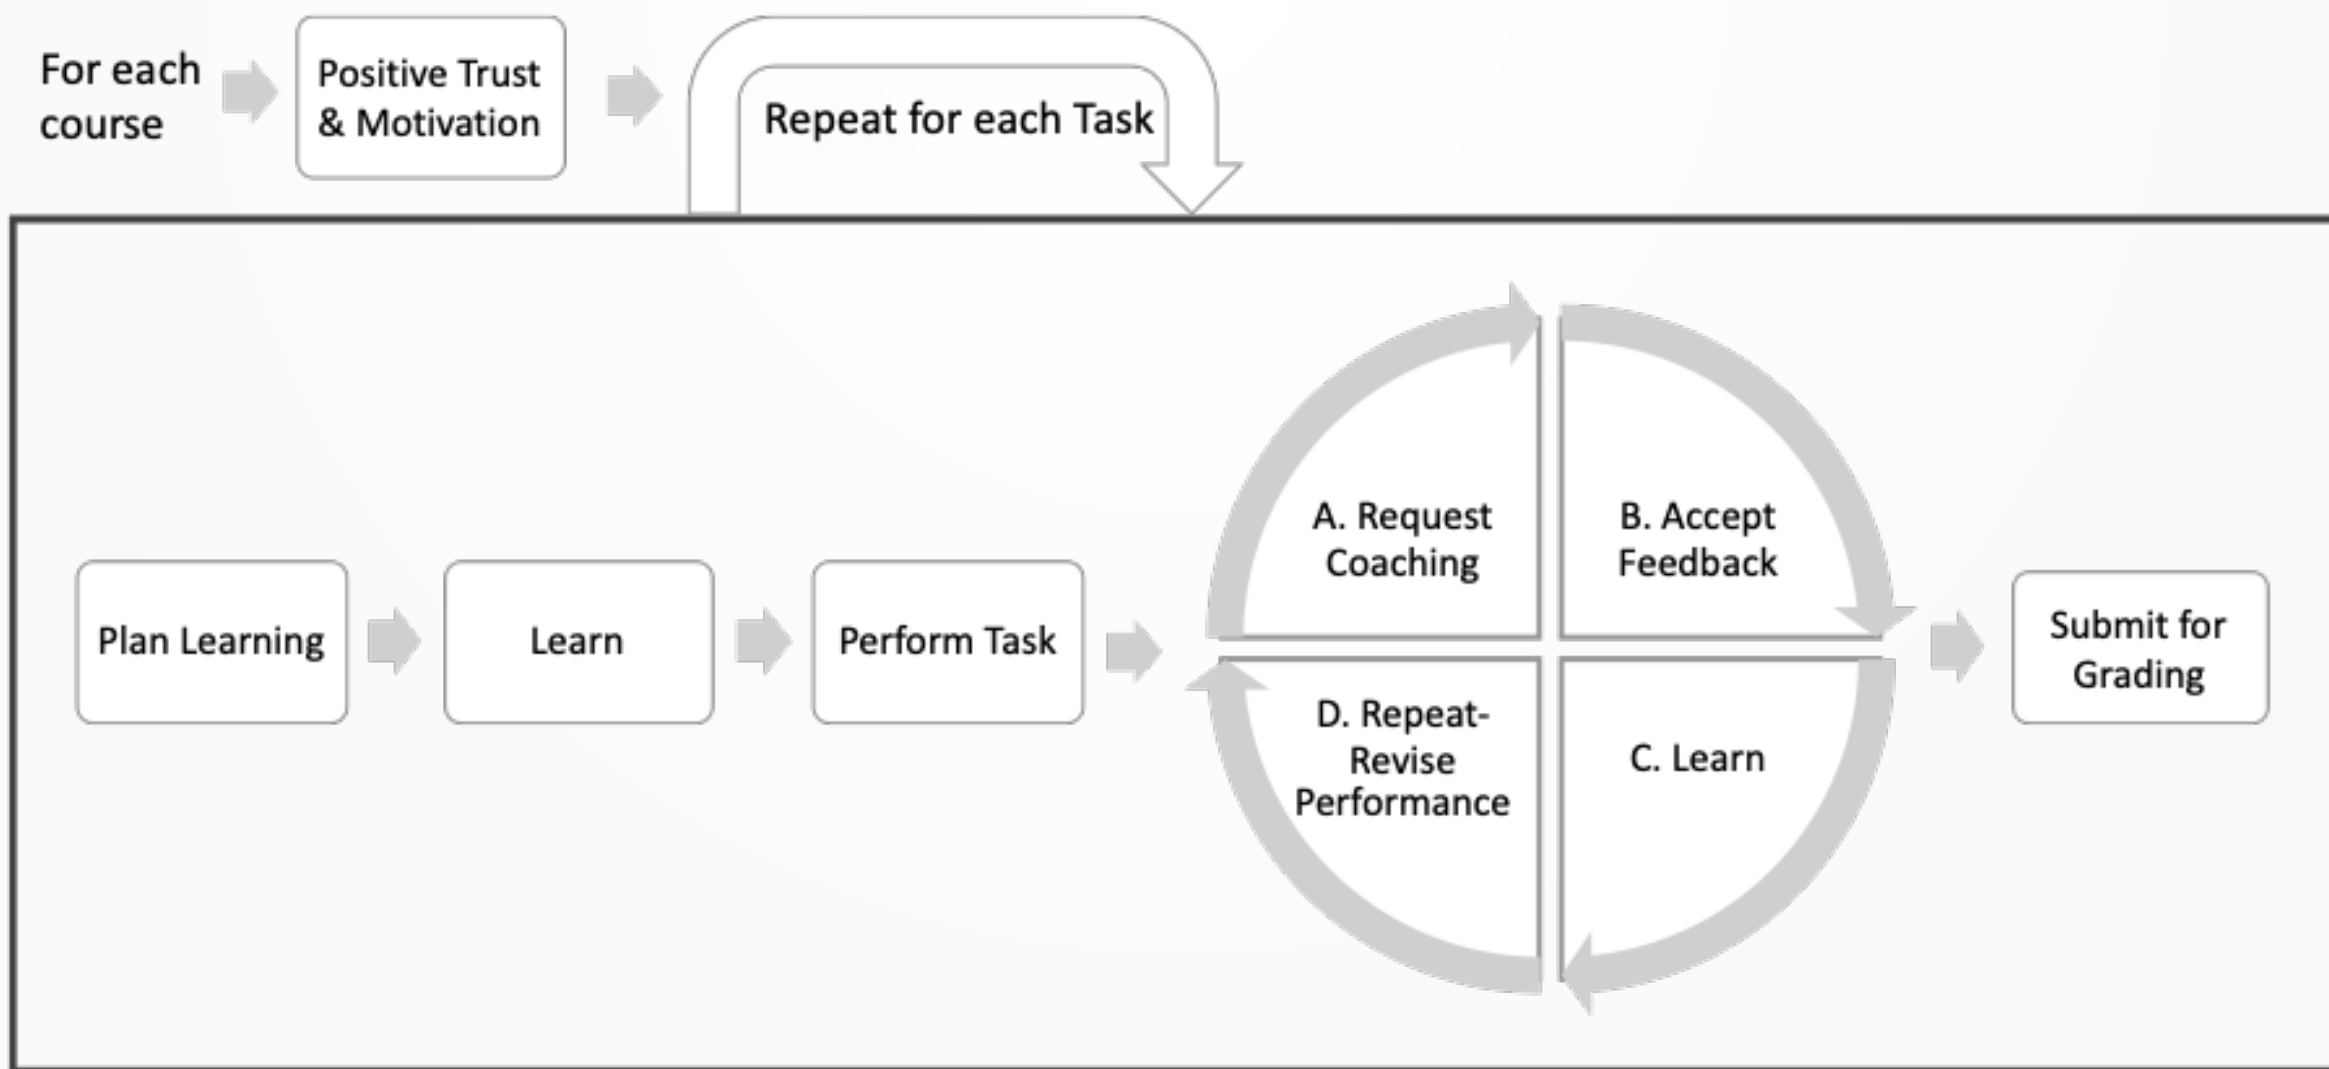 For each
course
Positive Trust
& Motivation
Repeat for each Task
Plan Learning
Learn
Perform Task
A. Request
Coaching
B. Accept
Feedback
C. Learn
D. Repeat-
Revise
Performance
Submit for
Grading